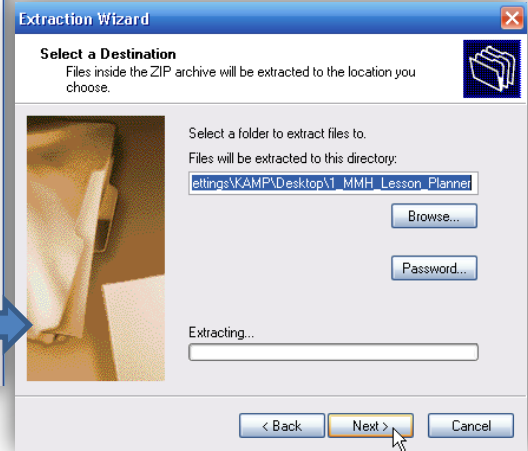 Extraction Wizard
Select a Destination
Files inside the ZIP archive will be extracted to the location you
choose.
Select a folder to extract files to.
Files will be extracted to this directory:
ettings\KAMP\Desktop\1_MMH_Lesson_Planner
Browse...
Password...
Extracting...
< Back Next > Cancel